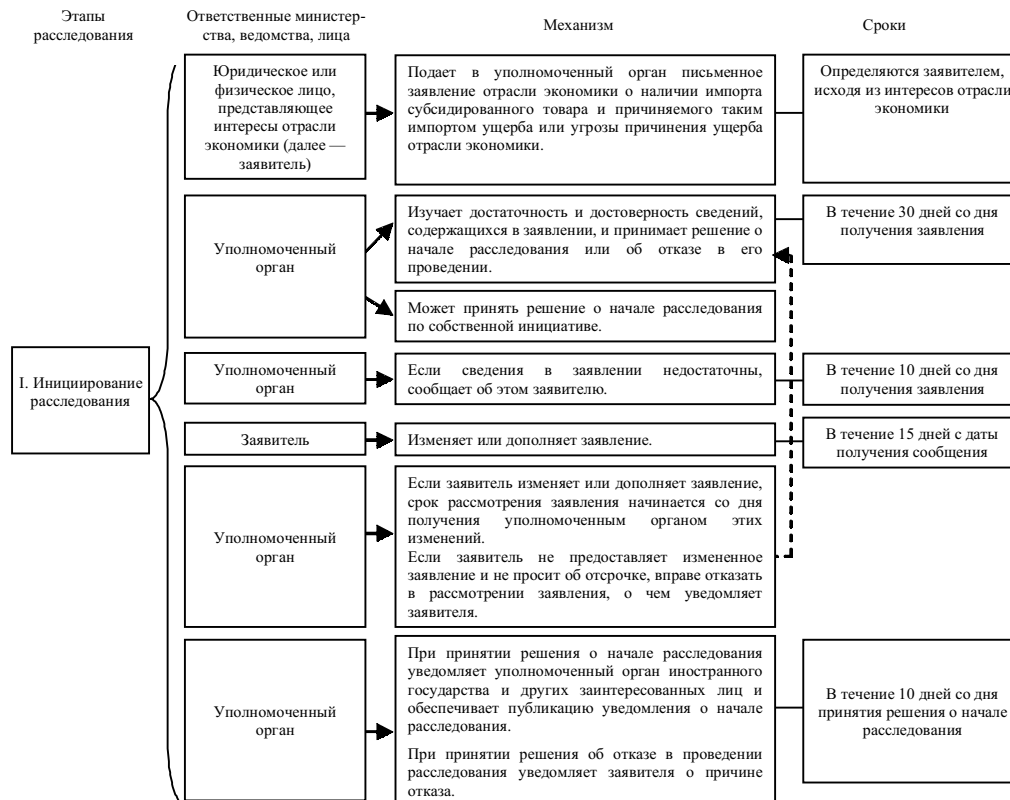 Этапы
расследования
Ответственные министер-
ства, ведомства, лица
Механизм
Сроки
I. Инициирование
расследования
Юридическое или
физическое лицо,
представляющее
интересы отрасли
экономики (далее —
заявитель)
Подает в уполномоченный орган письменное
заявление отрасли экономики о наличии импорта
субсидированного товара и причиняемого таким
импортом ущерба или угрозы причинения ущерба
отрасли экономики.
Определяются заявителем,
исходя из интересов отрасли
экономики
Уполномоченный
орган
Изучает достаточность и достоверность сведений,
содержащихся в заявлении, и принимает решение о
начале расследования или об отказе в его
проведении.
В течение 30 дней со дня
получения заявления
Может принять решение о начале расследования
по собственной инициативе.
Уполномоченный
орган
Если сведения в заявлении недостаточны,
сообщает об этом заявителю.
В течение 10 дней со дня
получения заявления
Заявитель
Изменяет или дополняет заявление.
В течение 15 дней с даты
получения сообщения
Уполномоченный
орган
Если заявитель изменяет или дополняет заявление,
срок рассмотрения заявления начинается со дня
получения уполномоченным органом этих
изменений.
Если заявитель не предоставляет измененное
заявление и не просит об отсрочке, вправе отказать
в рассмотрении заявления, о чем уведомляет
заявителя.
Уполномоченный
орган
При принятии решения о начале расследования
уведомляет уполномоченный орган иностранного
государства и других заинтересованных лиц и
обеспечивает публикацию уведомления о начале
расследования.
При принятии решения об отказе в проведении
расследования уведомляет заявителя о причине
отказа.
В течение 10 дней со дня
принятия решения о начале
расследования